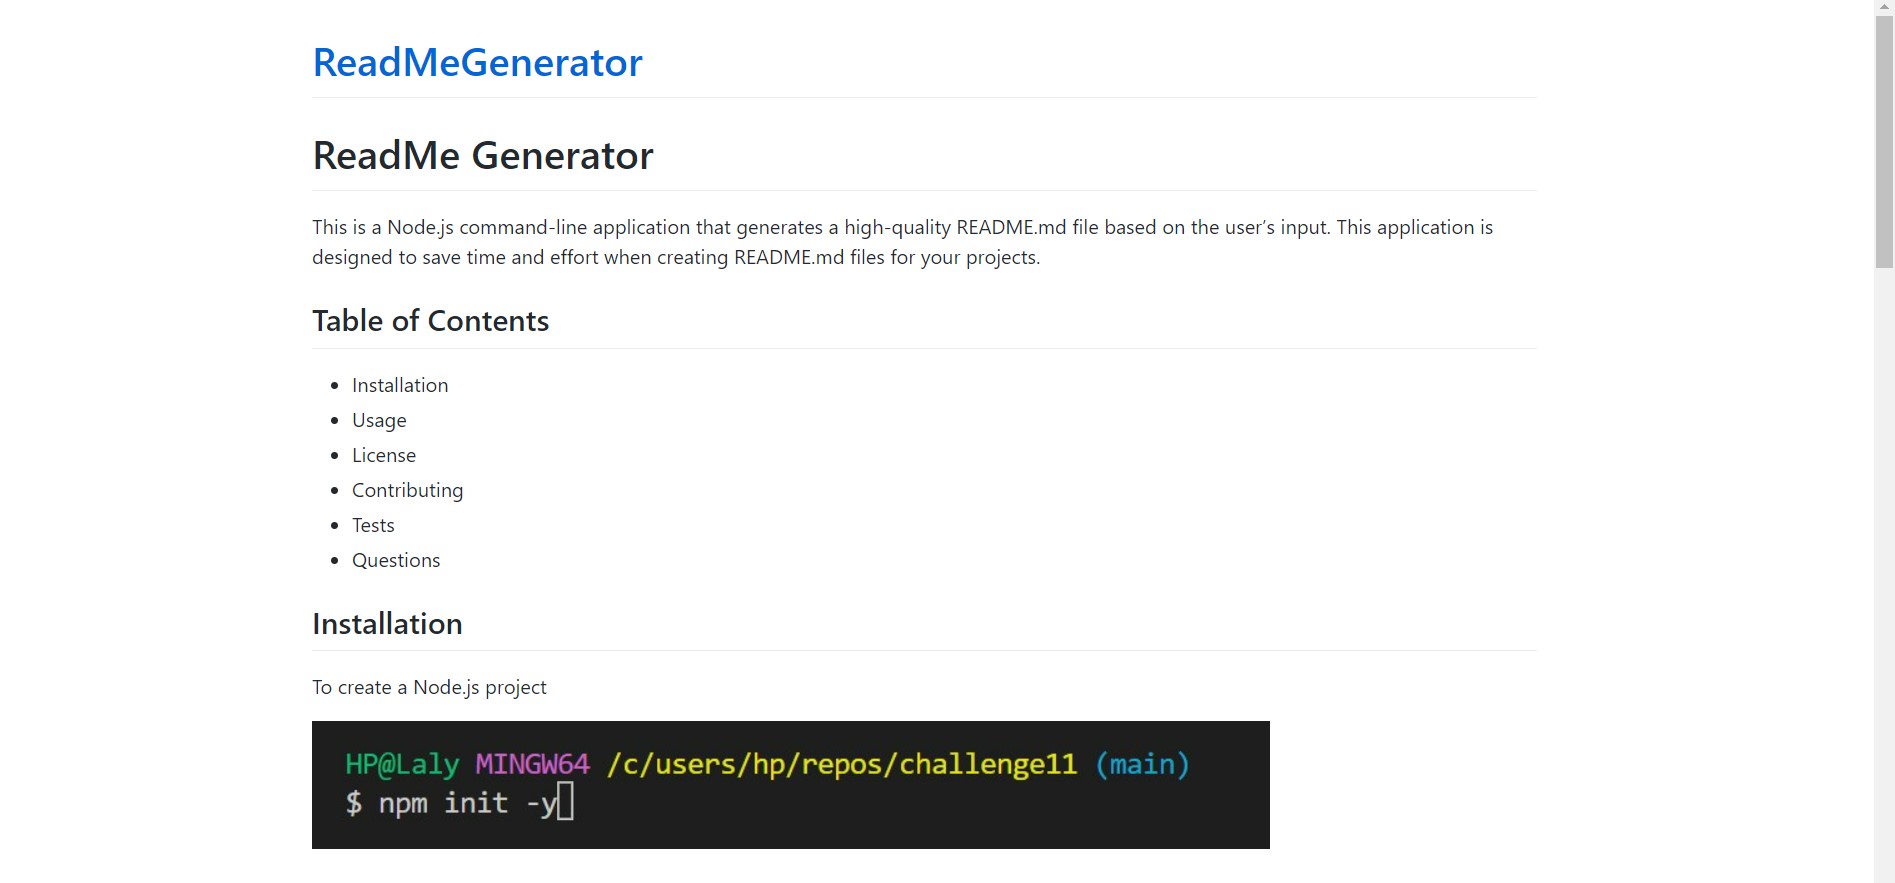 ReadMeGenerator
ReadMe Generator
This is a Node.js command-line application that generates a high-quality README.md file based on the user’s input. This application is
designed to save time and effort when creating README.md files for your projects.
Table of Contents
Installation
Usage
License
Contributing
Tests
Questions
Installation
To create a Node.js project
HP@Laly MINGW64 /c/users/hp/repos/challenge11 (main)
$ npm init -y